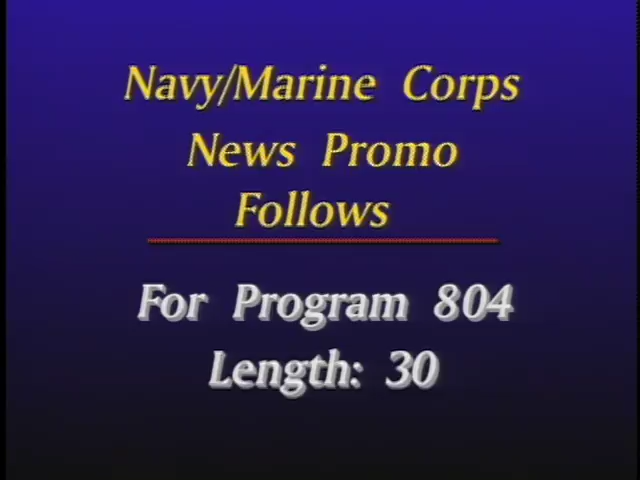 Navy/Marine Corps
News Promo
Follows
For Program 804
Length: 30